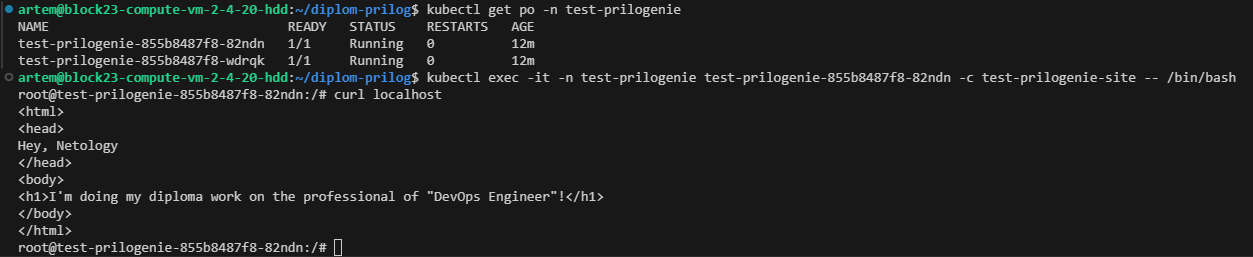 artem@block23-compute-vm-2-4-20-hdd:~/diplom-prilog$ kubectl get po -n test-prilogenie
NAME                               READY   STATUS    RESTARTS   AGE
test-prilogenie-855b8487f8-82ndn   1/1     Running   0          12m
test-prilogenie-855b8487f8-wdrqk   1/1     Running   0          12m
artem@block23-compute-vm-2-4-20-hdd:~/diplom-prilog$ kubectl exec -it -n test-prilogenie test-prilogenie-855b8487f8-82ndn -c test-prilogenie-site -- /bin/bash
root@test-prilogenie-855b8487f8-82ndn:/# curl localhost
<html>
<head>
Hey, Netology
</head>
<body>
<h1>I'm doing my diploma work on the professional of "DevOps Engineer"!</h1>
</body>
</html>
root@test-prilogenie-855b8487f8-82ndn:/#